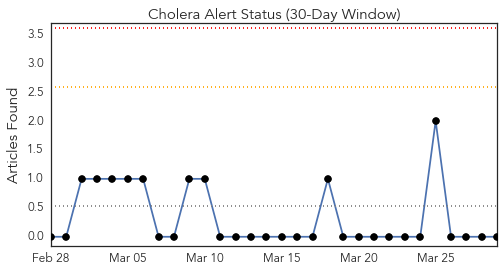 Cholera Alert Status (30-Day Window)
Articles Found
3.5
3.0
2.5
2.0
1.5
1.0
0.5
0.0
Feb 28 Mar 05 Mar 10 Mar 15 Mar 20 Mar 25